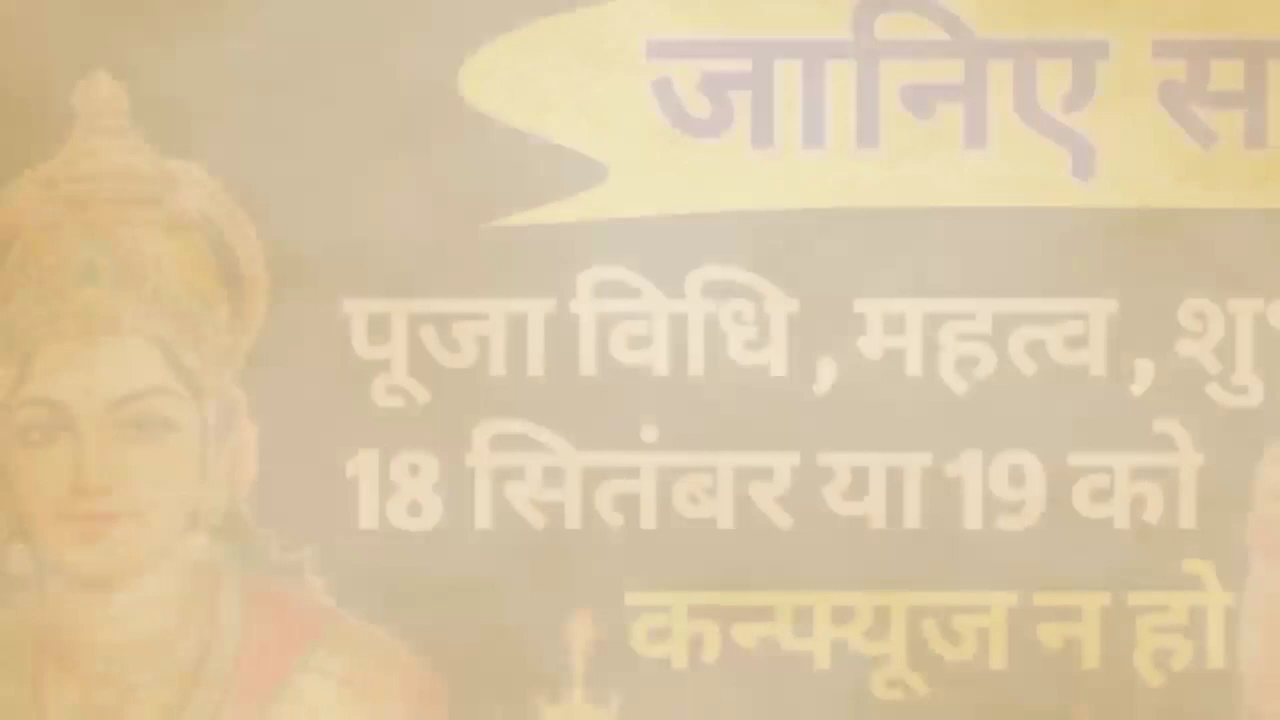 जानिए
पूजा विधि , महत्व ,
18 सितंबर या 19 को
कन्फ्यूज न हो